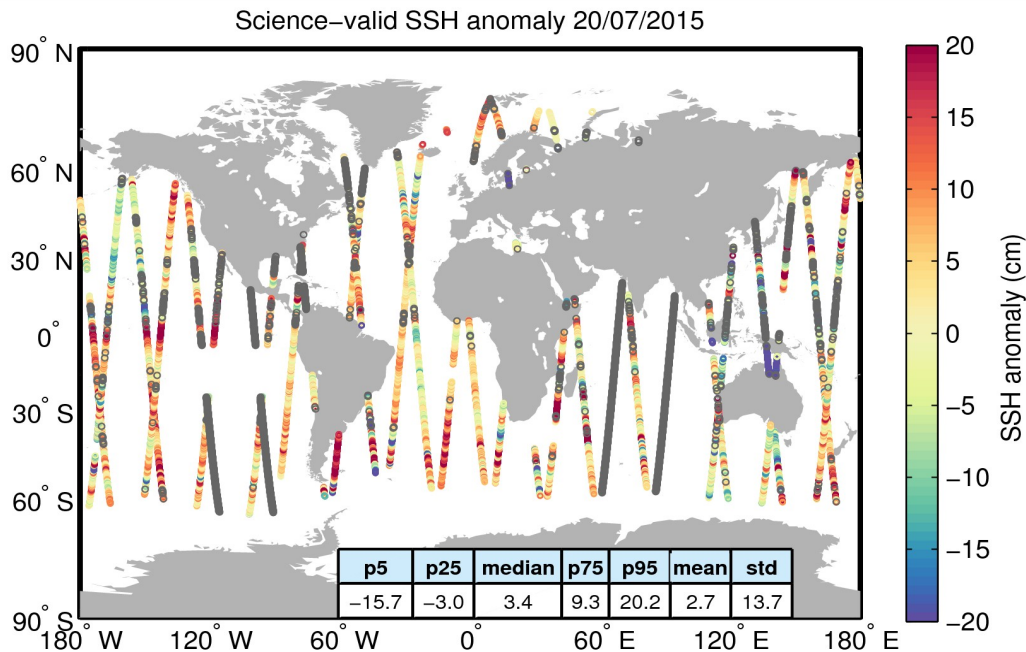 Science−valid SSH anomaly 20/07/2015
90° N
60° N
30° N
0°
30° S
60° S
90° S
180° W 120° W 60° W 0° 60° E 120° E 180° E
p5 p25 median p75 p95 mean std
−15.7 −3.0 3.4 9.3 20.2 2.7 13.7
20
15
10
5
0
−5
−10
−15
−20
SSH anomaly (cm)